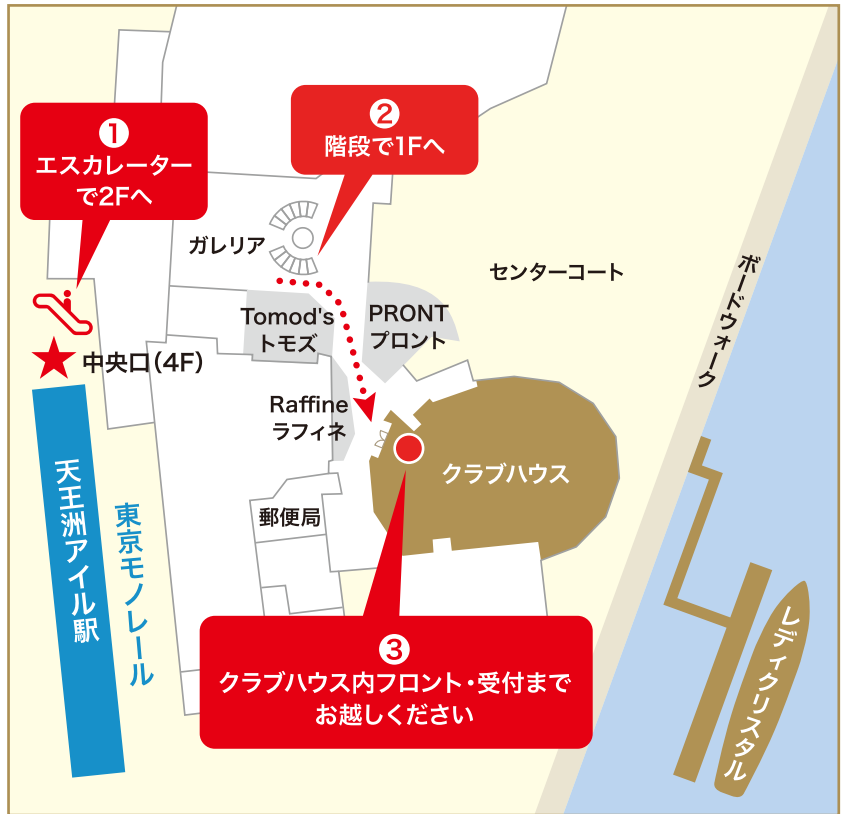 ❶
エスカレーター
で2Fへ
❷
階段で1Fへ
ガレリア
センターコート
ボードウォーク
Tomod's
トモズ
PRONT
プロント
中央口(4F)
Raffine
ラフィネ
クラブハウス
郵便局
天王洲アイル駅
東京モノレール
❸
クラブハウス内フロント・受付まで
お越しください
レディクリスタル